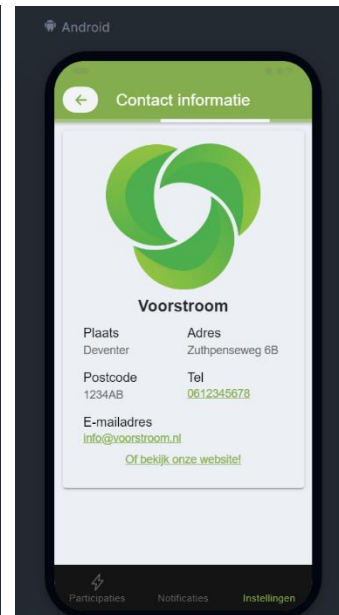 Android
Contact informatie
Voorstroom
Plaats Adres
Deventer Zuthpenseweg 6B
Postcode Tel
1234AB 0612345678
E-mailadres
info@voorstroom.nl
Of bekijk onze website!
Participaties Notificaties Instellingen